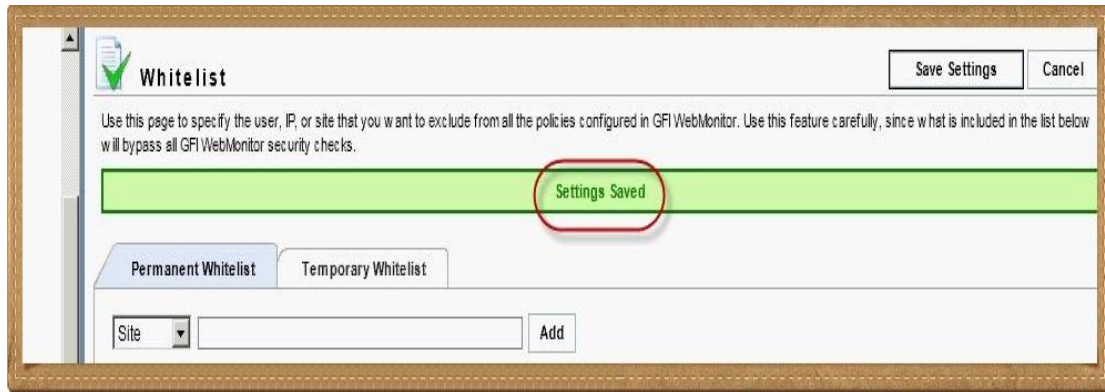 Whitelist
Save Settings
Cancel
Use this page to specify the user, IP, or site that you want to exclude from all the policies configured in GFI WebMonitor. Use this feature carefully, since what is included in the list below
will bypass all GFI WebMonitor security checks.
Settings Saved
Permanent Whitelist
Temporary Whitelist
Site
Add